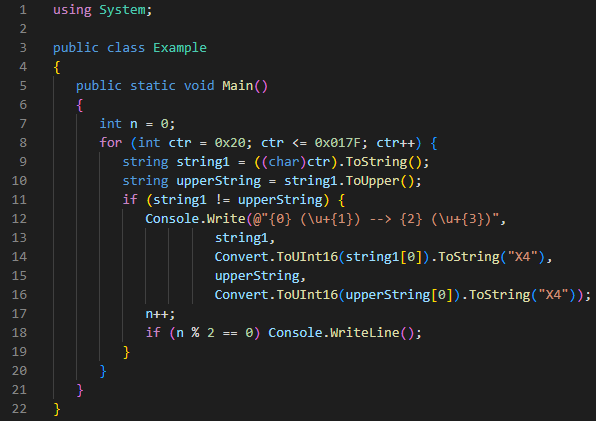 1 using System;
2
3 public class Example
4 {
5 public static void Main()
6 {
7 int n = 0;
8 for (int ctr = 0x20; ctr <= 0x017F; ctr++) {
9 string string1 = ((char)ctr).ToString();
10 string upperString = string1.ToUpper();
11 if (string1 != upperString) {
12 Console.Write(@"{0} (\u+{1}) --> {2} (\u+{3})",
13 string1,
14 Convert.ToUInt16(string1[0]).ToString("X4"),
15 upperString,
16 Convert.ToUInt16(upperString[0]).ToString("X4"));
17 n++;
18 if (n % 2 == 0) Console.WriteLine();
19 }
20 }
21 }
22 }